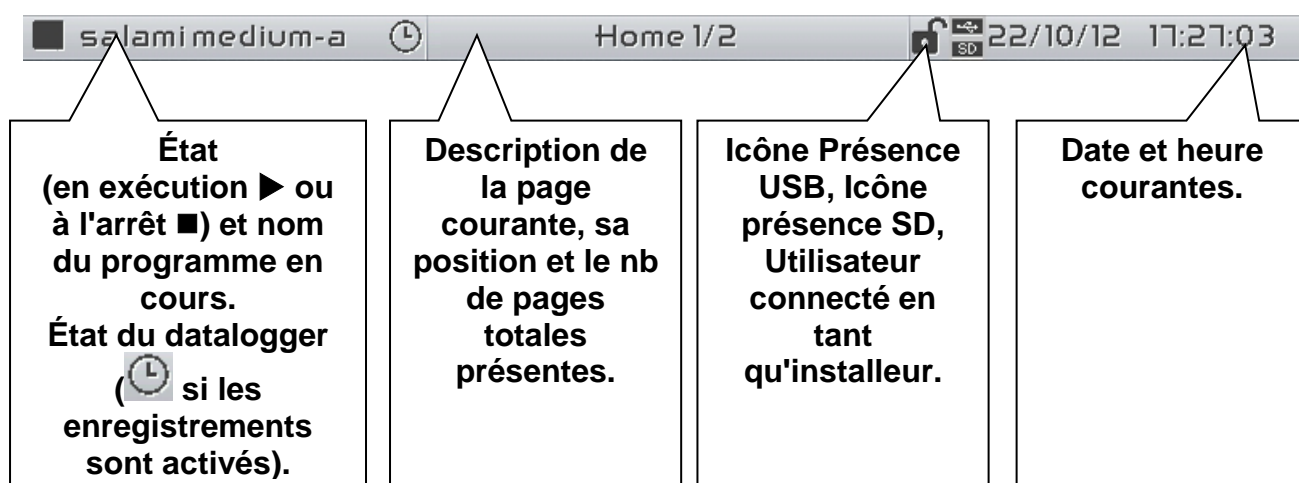 salami medium-a Home 1/2 SD 22/10/12 17:27:03
État
(en exécution ▶ ou
à l'arrêt ■) et nom
du programme en
cours.
État du datalogger
( si les
enregistrements
sont activés).
Description de
la page
courante, sa
position et le nb
de pages
totales
présentes.
Icône Présence
USB, Icône
présence SD,
Utilisateur
connecté en
tant
qu'installeur.
Date et heure
courantes.